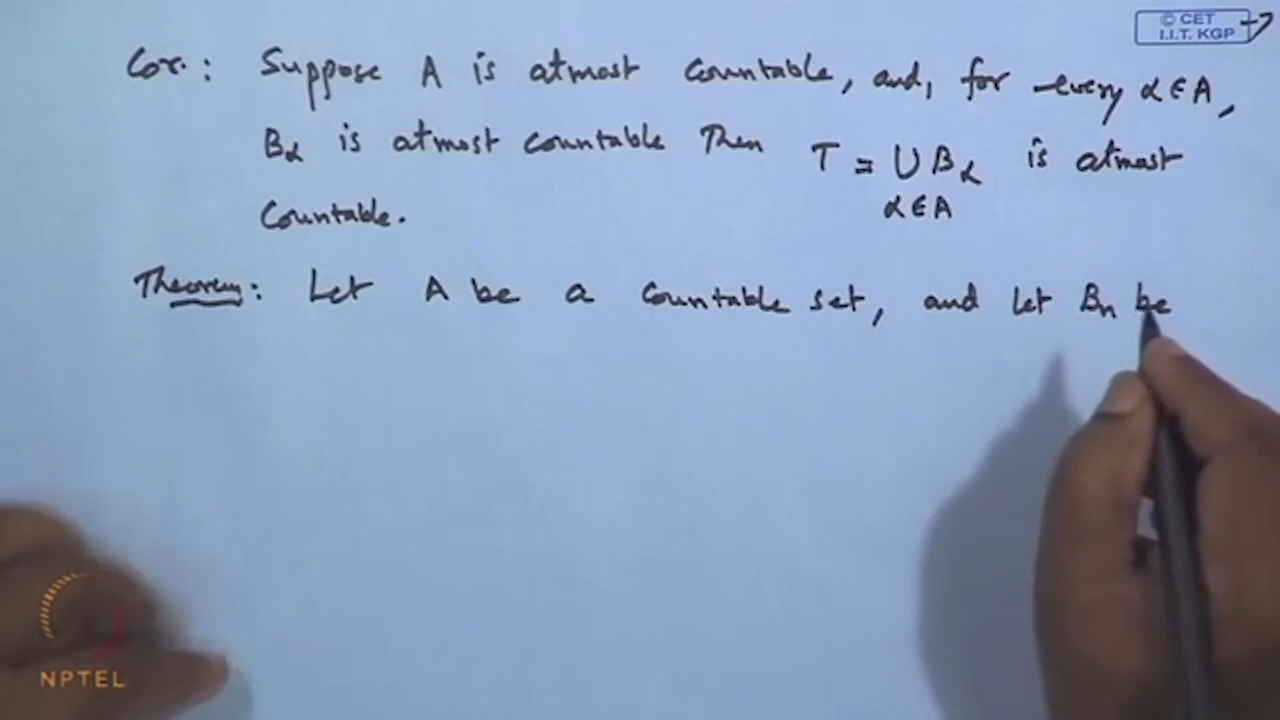 © CET
I.I.T. KGP
Cor.: Suppose A is atmost Countable, and, for every α∈A,
Bα is atmost countable Then T = ∪ Bα is atmost
α∈A
Countable.
Theorem: Let A be a Countable set, and let Bn be
NPTEL